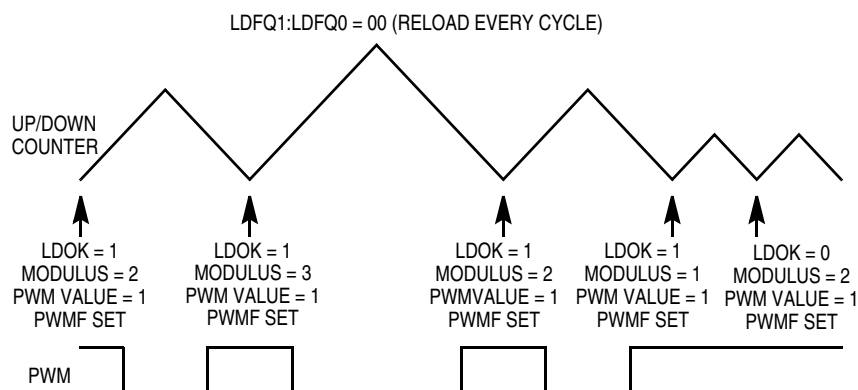 LDFQ1:LDFQ0 = 00 (RELOAD EVERY CYCLE)
UP/DOWN
COUNTER
LDOK = 1
MODULUS = 2
PWM VALUE = 1
PWMF SET
LDOK = 1
MODULUS = 3
PWM VALUE = 1
PWMF SET
LDOK = 1
MODULUS = 2
PWMVALUE = 1
PWMF SET
LDOK = 1
MODULUS = 1
PWM VALUE = 1
PWMF SET
LDOK = 0
MODULUS = 2
PWM VALUE = 1
PWMF SET
PWM